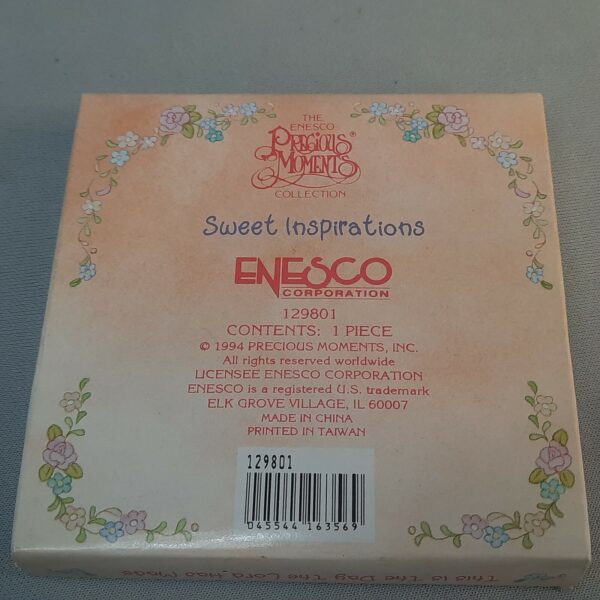 THE
ENESCO
PRECIOUS
MOMENTS®
COLLECTION
Sweet Inspirations
ENESCO
CORPORATION
129801
CONTENTS: 1 PIECE
© 1994 PRECIOUS MOMENTS, INC.
All rights reserved worldwide
LICENSEE ENESCO CORPORATION
ENESCO is a registered U.S. trademark
ELK GROVE VILLAGE, IL 60007
MADE IN CHINA
PRINTED IN TAIWAN
129801
045544 163569
This Is The Day The Lord Has Made